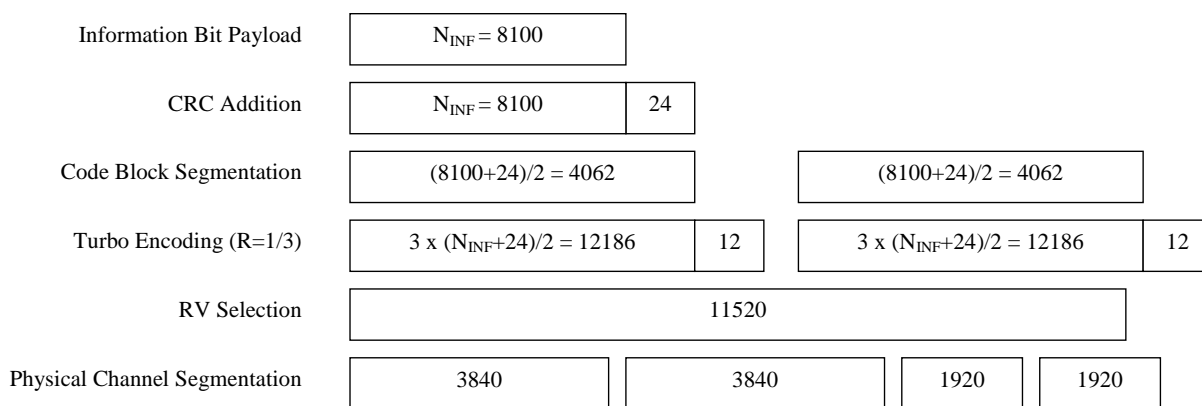 Information Bit Payload N_INF = 8100
CRC Addition N_INF = 8100 24
Code Block Segmentation (8100+24)/2 = 4062 (8100+24)/2 = 4062
Turbo Encoding (R=1/3) 3 x (N_INF+24)/2 = 12186 12 3 x (N_INF+24)/2 = 12186 12
RV Selection 11520
Physical Channel Segmentation 3840 3840 1920 1920